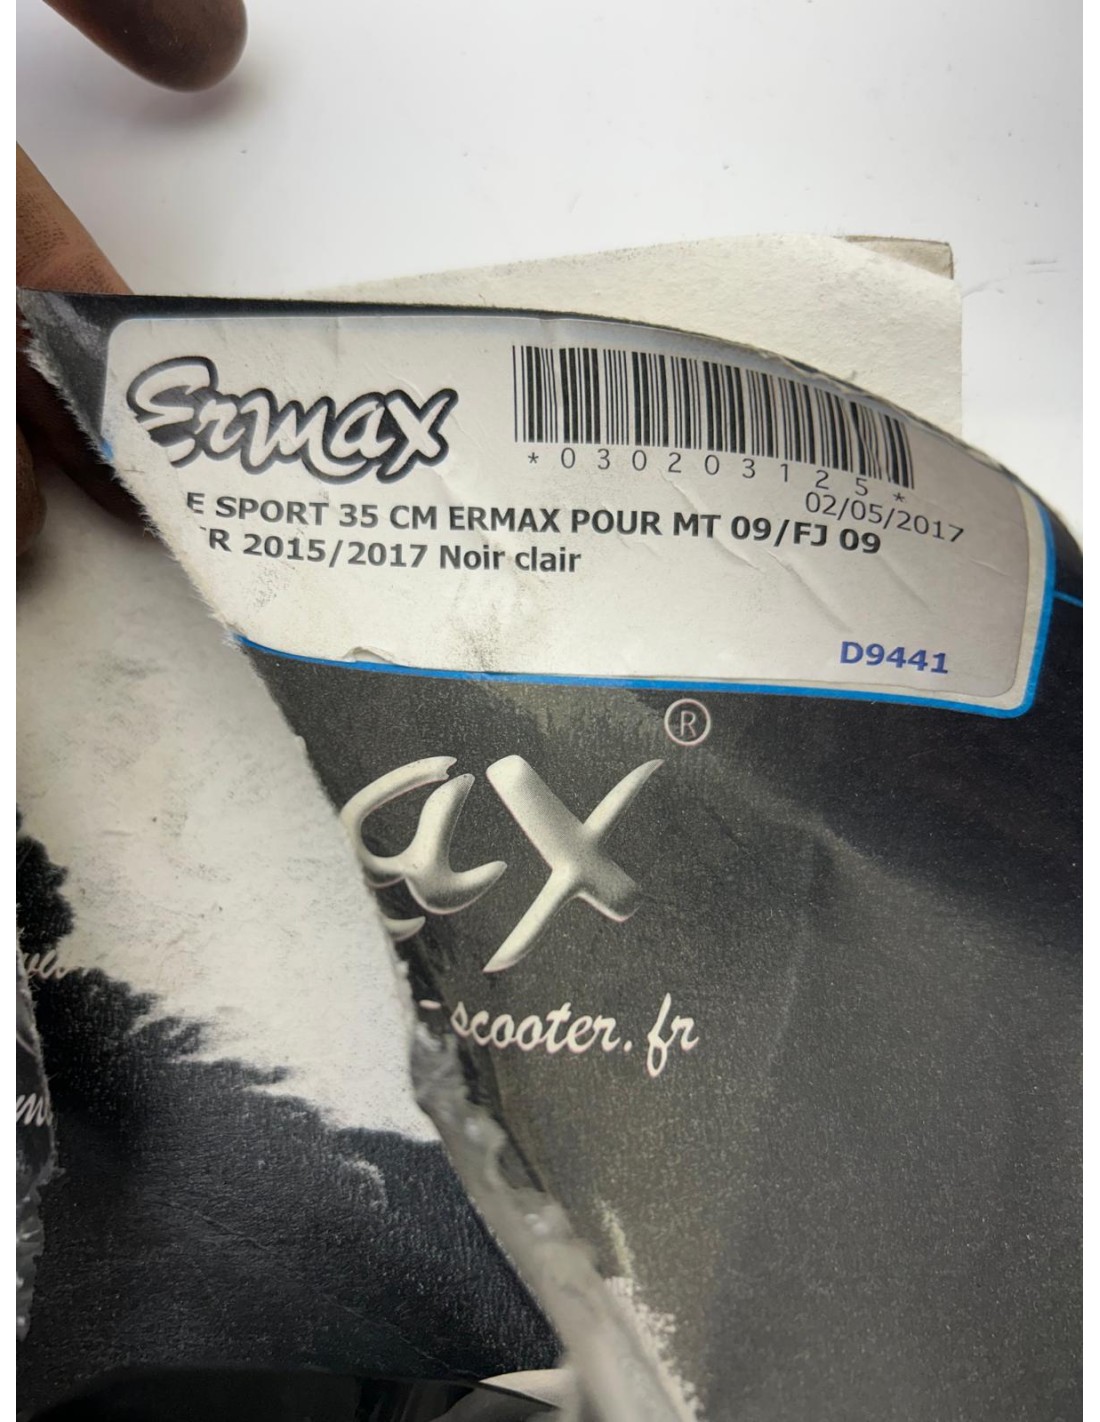 Ermax
*030203125*
02/05/2017
E SPORT 35 CM ERMAX POUR MT 09/FJ 09
R 2015/2017 Noir clair
D9441
®
ax
-scooter.fr